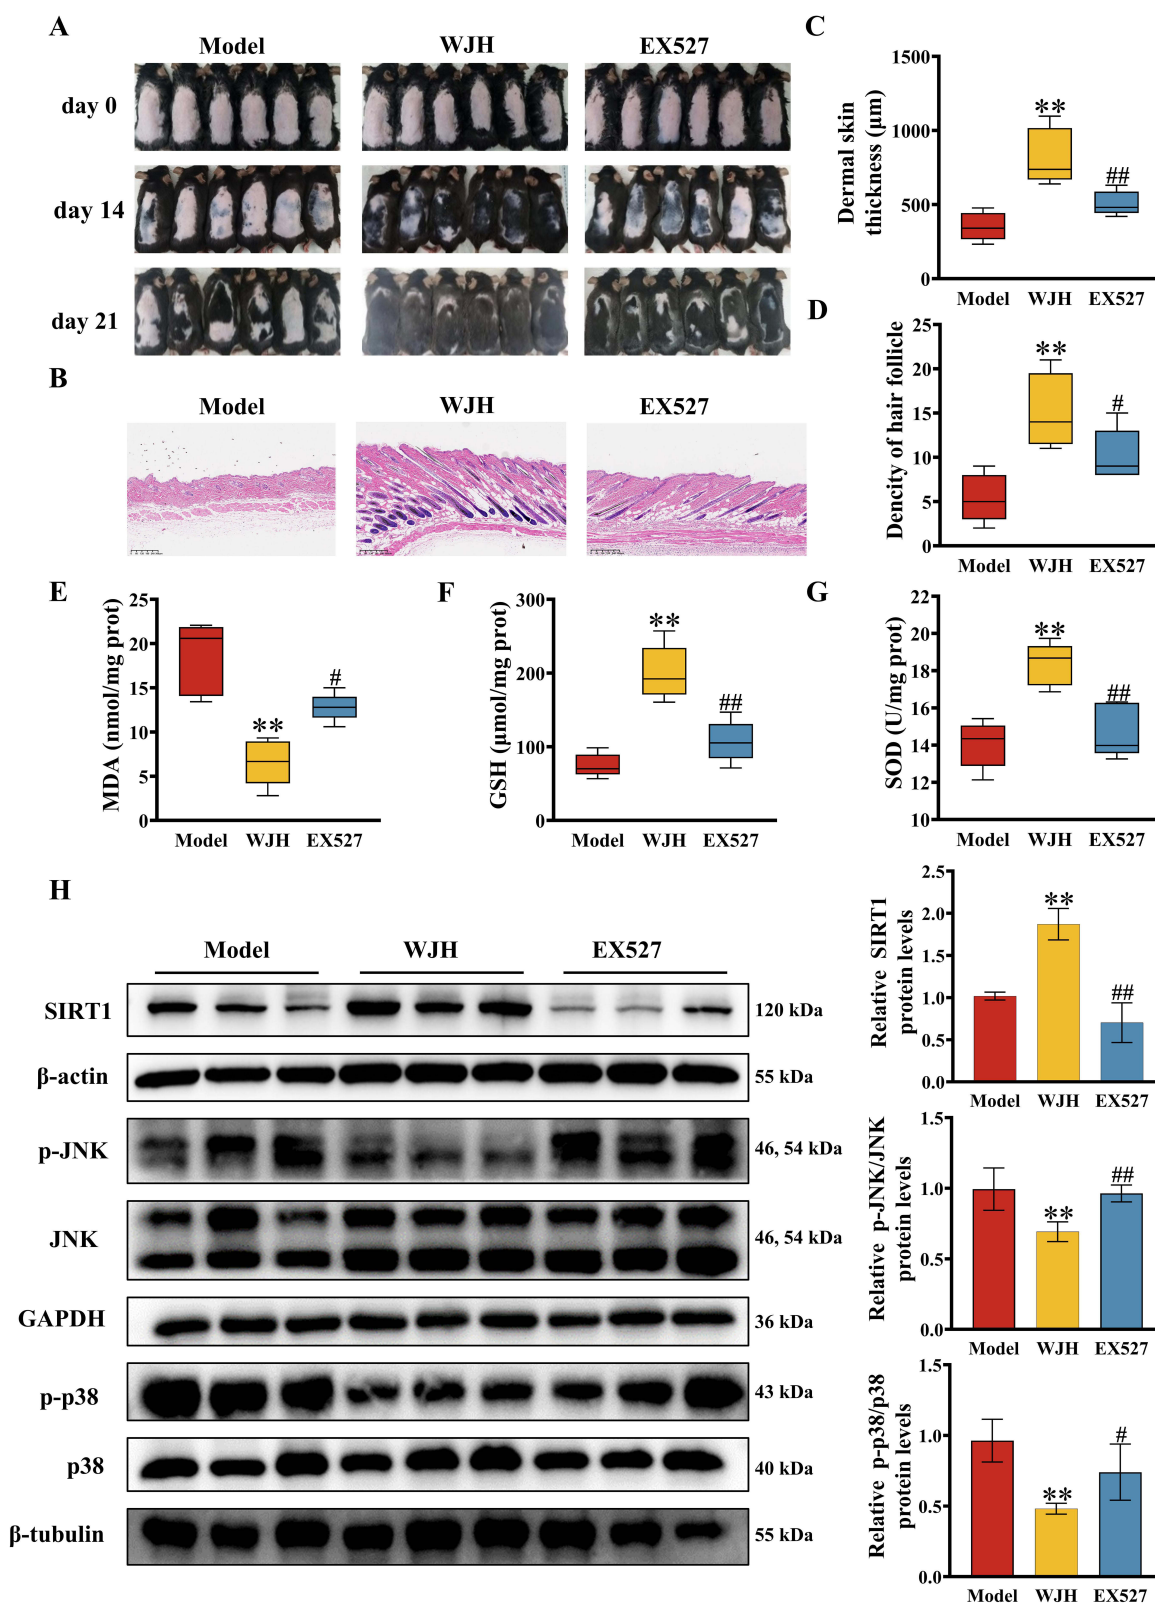 A
Model
WJH
EX527
day 0
day 14
day 21
B
Model
WJH
EX527
C
Dermal skin
thickness (μm)
1500
1000
500
0
**
##
Model
WJH
EX527
D
Dencity of hair follicle
25
20
15
10
5
0
**
#
Model
WJH
EX527
E
MDA (nmol/mg prot)
25
20
15
10
5
0
**
#
Model
WJH
EX527
F
GSH (μmol/mg prot)
300
200
100
0
**
##
Model
WJH
EX527
G
SOD (U/mg prot)
22
20
18
16
14
12
10
**
##
Model
WJH
EX527
H
Model
WJH
EX527
SIRT1
120 kDa
β-actin
55 kDa
p-JNK
46, 54 kDa
JNK
46, 54 kDa
GAPDH
36 kDa
p-p38
43 kDa
p38
40 kDa
β-tubulin
55 kDa
Relative SIRT1
protein levels
2.5
2.0
1.5
1.0
0.5
0.0
**
##
Model
WJH
EX527
Relative p-JNK/JNK
protein levels
1.5
1.0
0.5
0.0
**
##
Model
WJH
EX527
Relative p-p38/p38
protein levels
1.5
1.0
0.5
0.0
**
#
Model
WJH
EX527